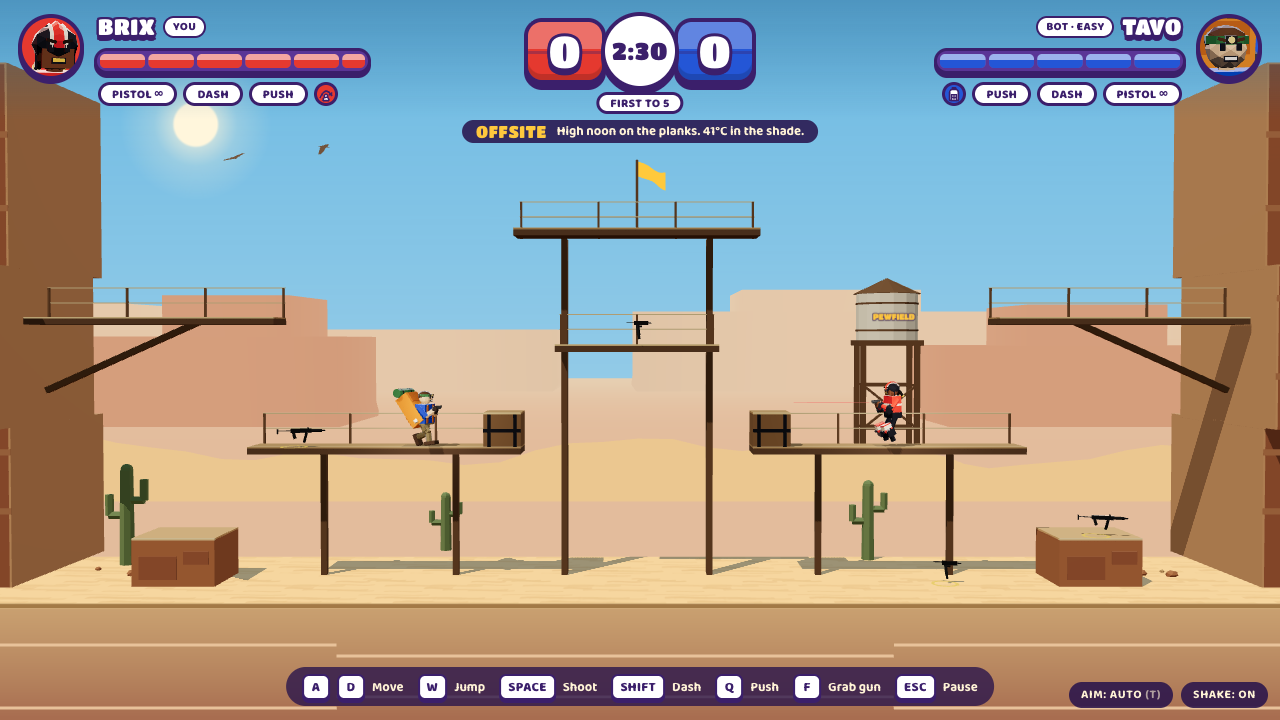 BRIX YOU
PISTOL ∞ DASH PUSH
0 2:30 0
FIRST TO 5
OFFSITE High noon on the planks. 41°C in the shade.
BOT · EASY TAVO
PUSH DASH PISTOL ∞
PEWFIELD
A D Move W Jump SPACE Shoot SHIFT Dash Q Push F Grab gun ESC Pause
AIM: AUTO (T) SHAKE: ON